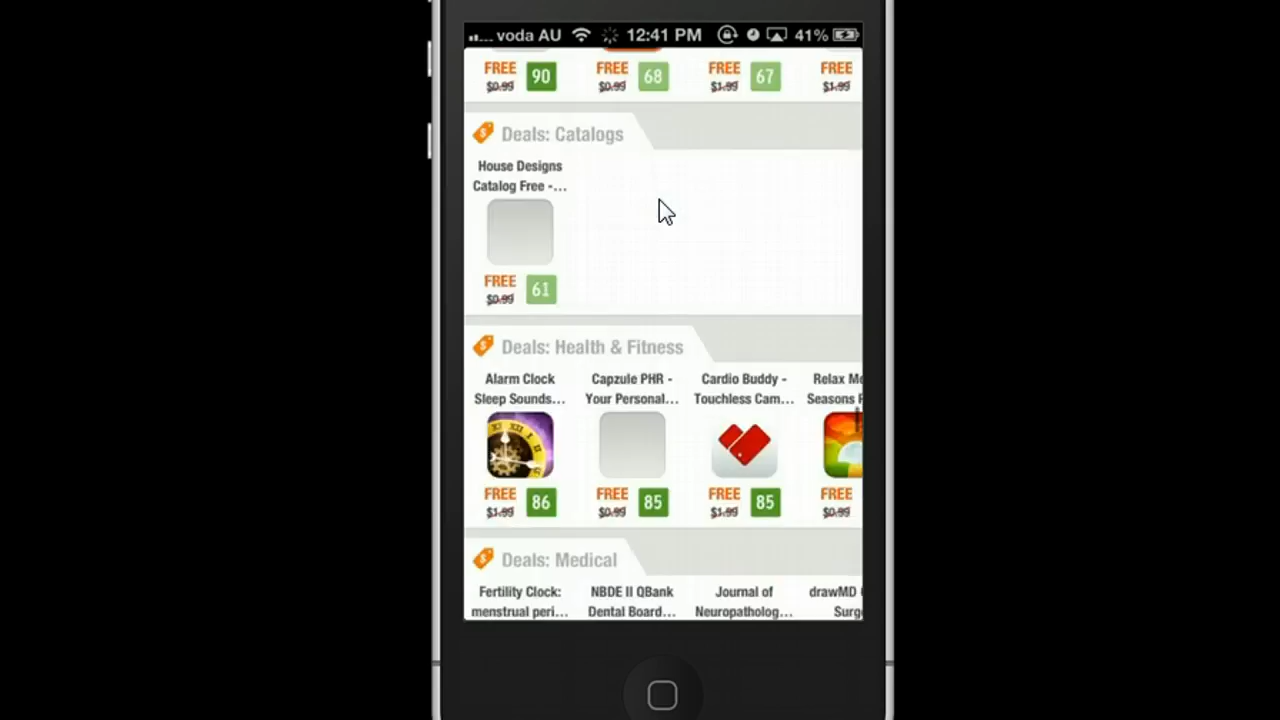 voda AU 12:41 PM 41%
FREE 90 FREE 68 FREE 67 FREE
$0.99 $0.99 $1.99 $1.99
Deals: Catalogs
House Designs
Catalog Free -...
FREE 61
$0.99
Deals: Health & Fitness
Alarm Clock Capzule PHR - Cardio Buddy - Relax Me
Sleep Sounds... Your Personal... Touchless Cam... Seasons
FREE 86 FREE 85 FREE 85 FREE
$1.99 $0.99 $1.99 $0.99
Deals: Medical
Fertility Clock: NBDE II QBank Journal of drawMD
menstrual peri... Dental Board... Neuropatholog... Surg